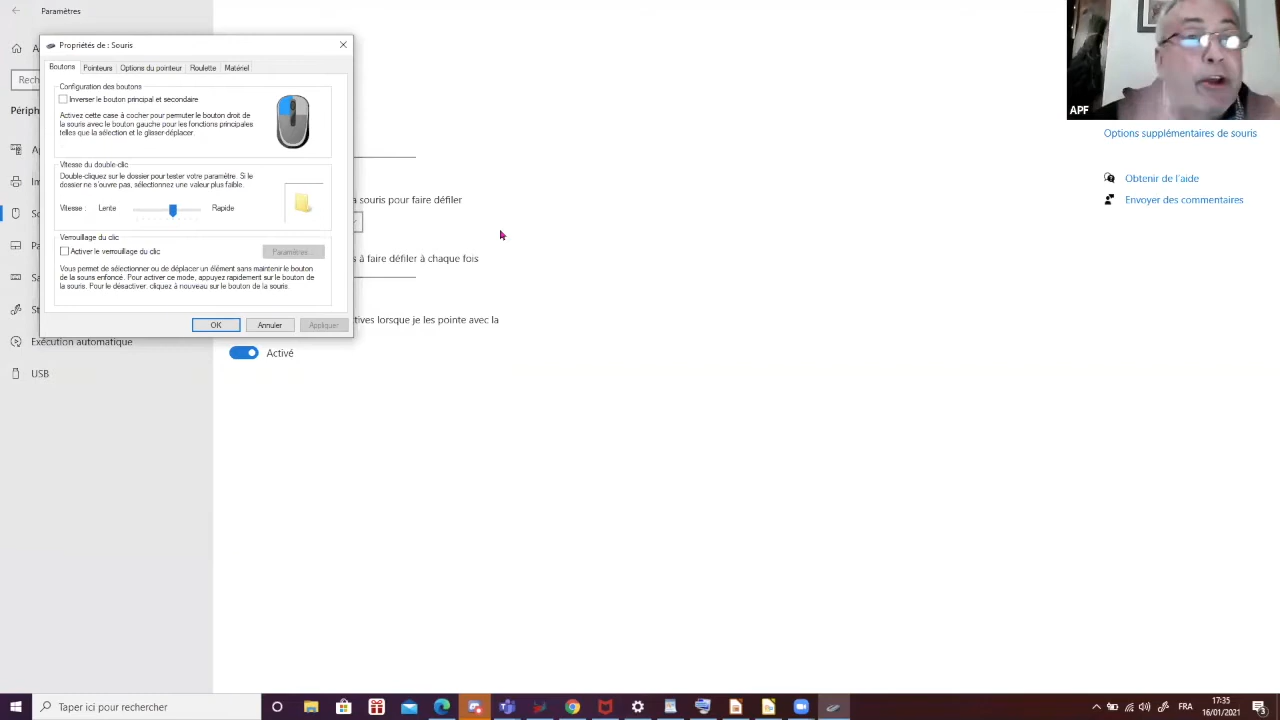 Paramètres
Propriétés de : Souris
Boutons
Pointeurs
Options du pointeur
Roulette
Matériel
Configuration des boutons
Inverser le bouton principal et secondaire
Activez cette case à cocher pour permuter le bouton droit de
la souris avec le bouton gauche pour les fonctions principales
telles que la sélection et le glisser-déplacer.
Vitesse du double-clic
Double-cliquez sur le dossier pour tester votre paramètre. Si le
dossier ne s'ouvre pas, sélectionnez une valeur plus faible.
Vitesse : Lente Rapide
Verrouillage du clic
Activer le verrouillage du clic
Paramètres...
Vous permet de sélectionner ou de déplacer un élément sans maintenir le bouton
de la souris enfoncé. Pour activer ce mode, appuyez rapidement sur le bouton de
la souris. Pour le désactiver, cliquez à nouveau sur le bouton de la souris.
OK
Annuler
Appliquer
Rech
Périph
Exécution automatique
USB
a souris pour faire défiler
s à faire défiler à chaque fois
tives lorsque je les pointe avec la
Activé
APF
Options supplémentaires de souris
Obtenir de l'aide
Envoyer des commentaires
Taper ici pour rechercher
FRA
17:35
16/01/2021
3